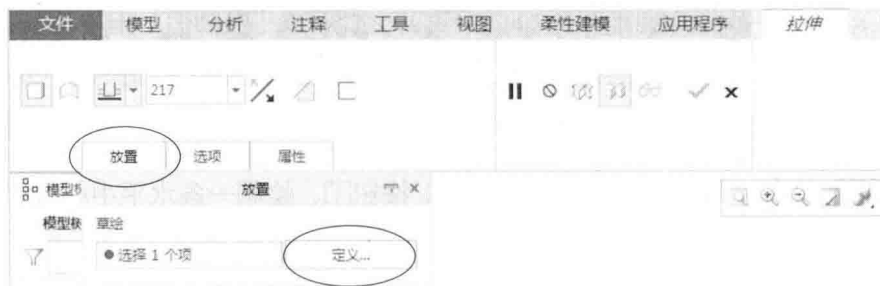 文件 模型 分析 注释 工具 视图 柔性建模 应用程序 拉伸
217
放置 选项 属性
模型 放置 ×
模型 草绘
选择 1 个项 定义...